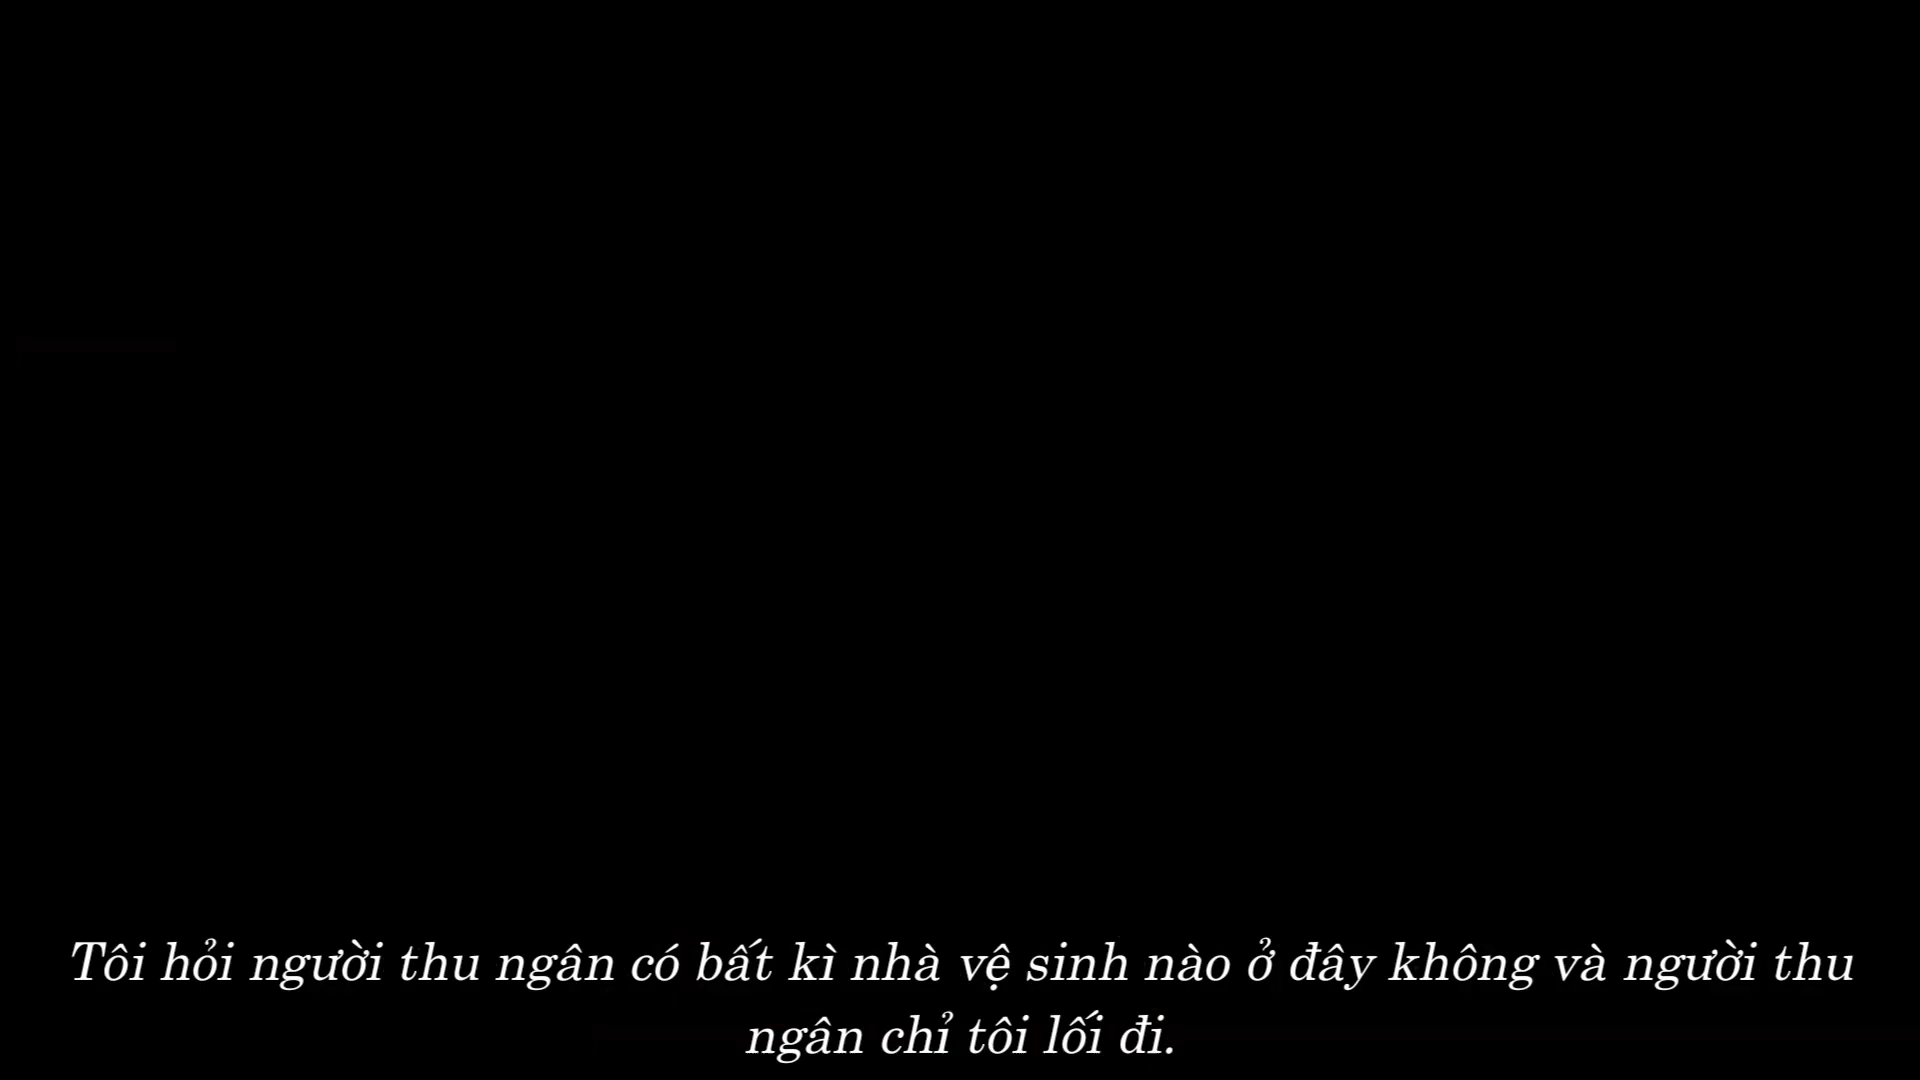 Tôi hỏi người thu ngân có bất kì nhà vệ sinh nào ở đây không và người thu
ngân chỉ tôi lối đi.